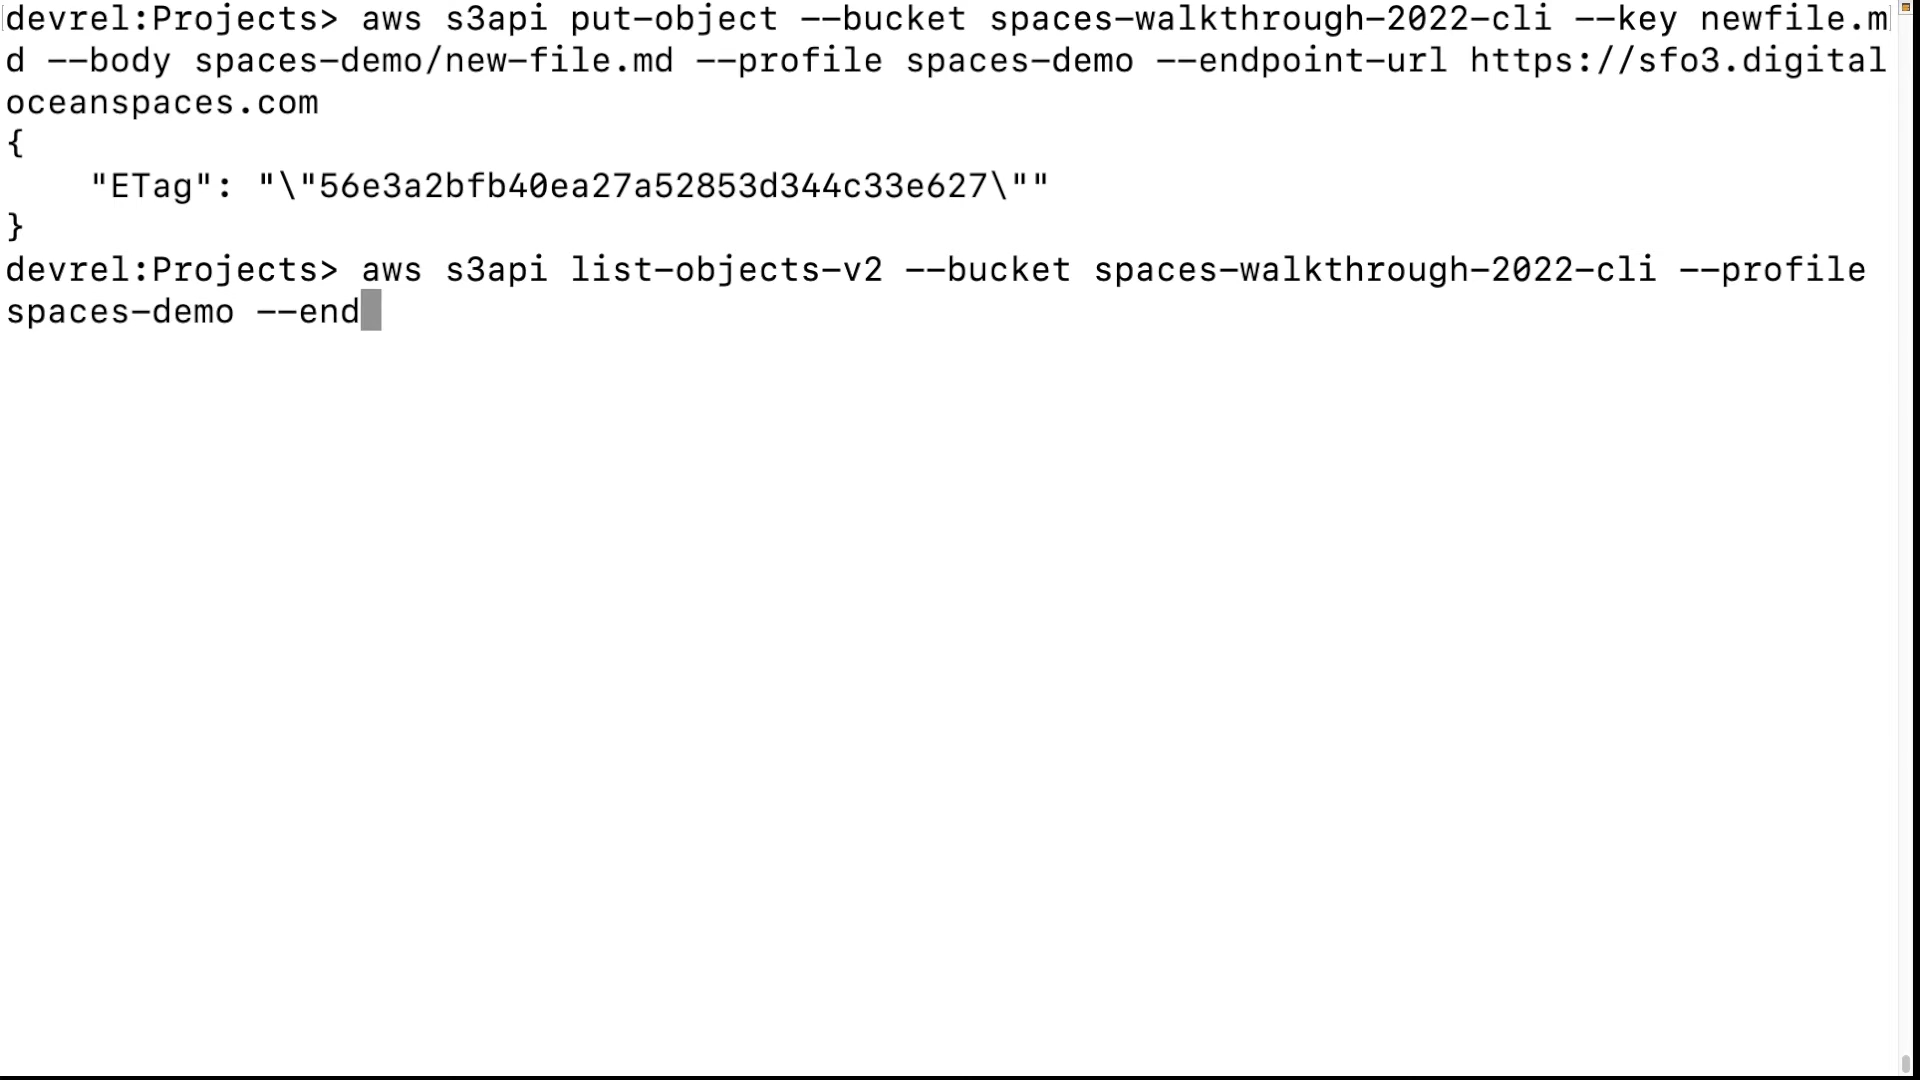 devrel:Projects> aws s3api put-object --bucket spaces-walkthrough-2022-cli --key newfile.m
d --body spaces-demo/new-file.md --profile spaces-demo --endpoint-url https://sfo3.digital
oceanspaces.com
{
    "ETag": "\"56e3a2bfb40ea27a52853d344c33e627\""
}
devrel:Projects> aws s3api list-objects-v2 --bucket spaces-walkthrough-2022-cli --profile
spaces-demo --end